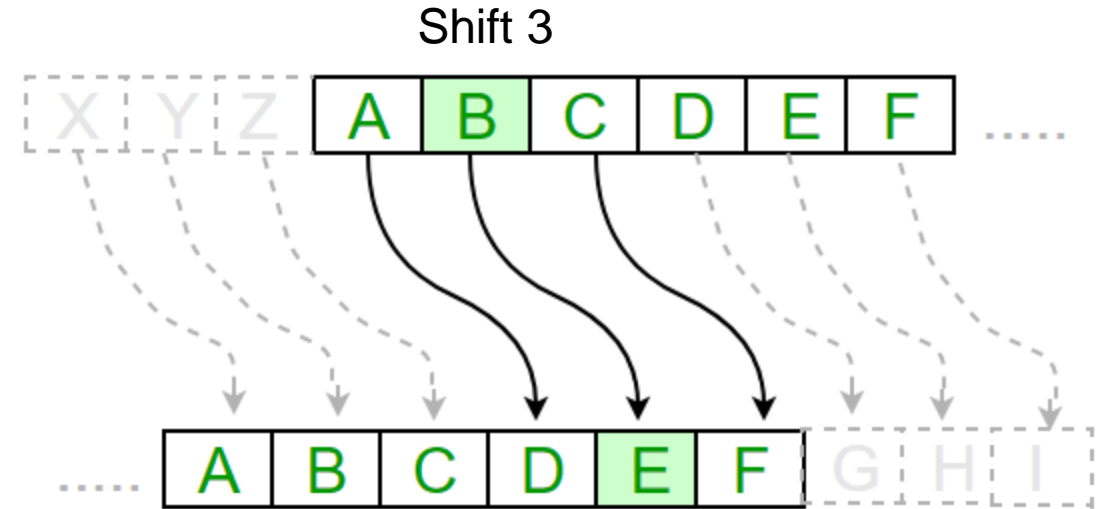 Shift 3
X Y Z A B C D E F .....
..... A B C D E F G H I